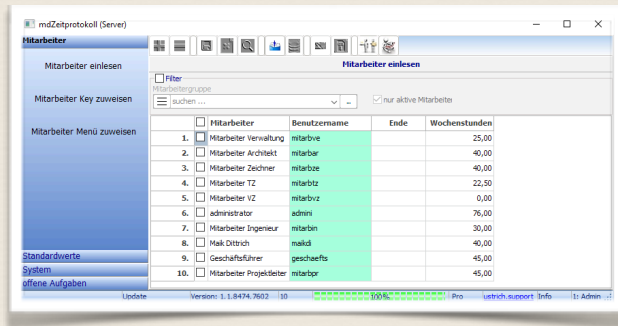 mdZeitprotokoll (Server)
Mitarbeiter
Mitarbeiter einlesen
Mitarbeiter Key zuweisen
Mitarbeiter Menü zuweisen
Standardwerte
System
offene Aufgaben
Mitarbeiter einlesen
Filter
Mitarbeitergruppe
suchen ...
nur aktive Mitarbeiter
Mitarbeiter Benutzername Ende Wochenstunden
1. Mitarbeiter Verwaltung mitarbve 25,00
2. Mitarbeiter Architekt mitarbar 40,00
3. Mitarbeiter Zeichner mitarbze 40,00
4. Mitarbeiter TZ mitarbtz 22,50
5. Mitarbeiter VZ mitarbvz 0,00
6. administrator admini 76,00
7. Mitarbeiter Ingenieur mitarbin 30,00
8. Maik Dittrich maikdi 40,00
9. Geschäftsführer geschaefts 45,00
10. Mitarbeiter Projektleiter mitarbpr 45,00
Update Version: 1.1.8474.7602 10 100% Pro ustrich.support Info 1: Admin